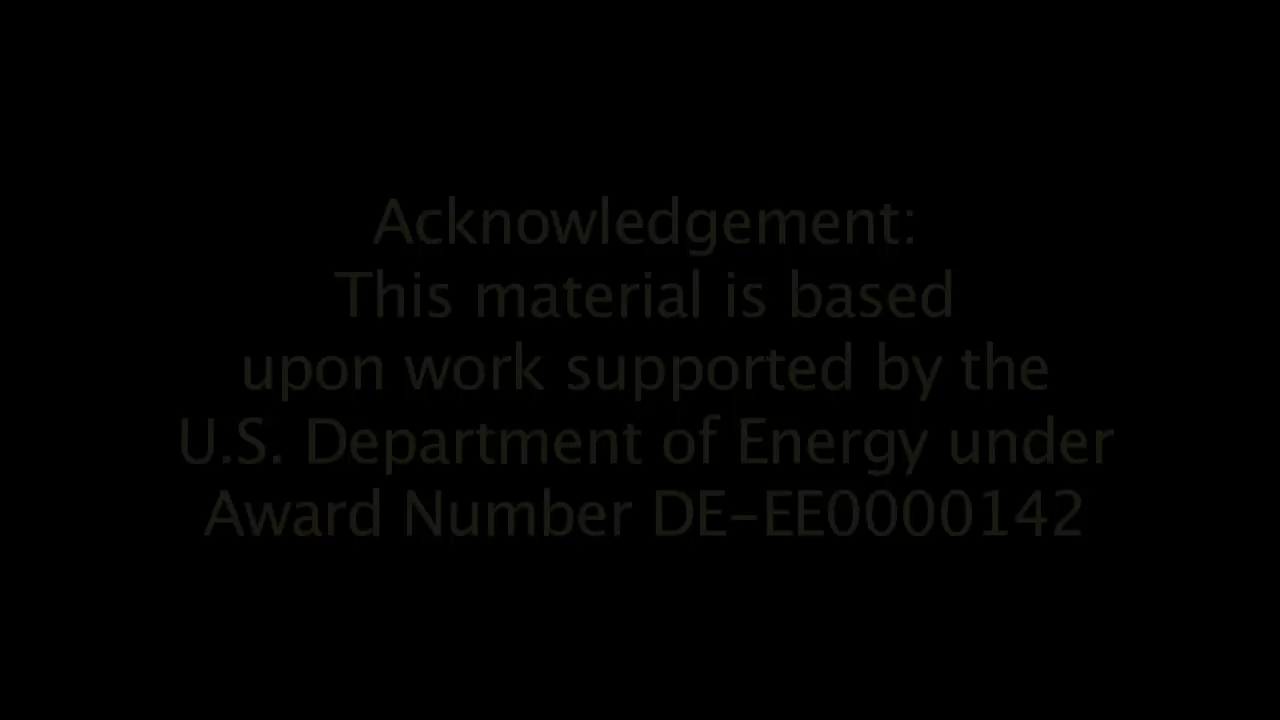 Acknowledgement:
This material is based
upon work supported by the
U.S. Department of Energy under
Award Number DE-EE0000142